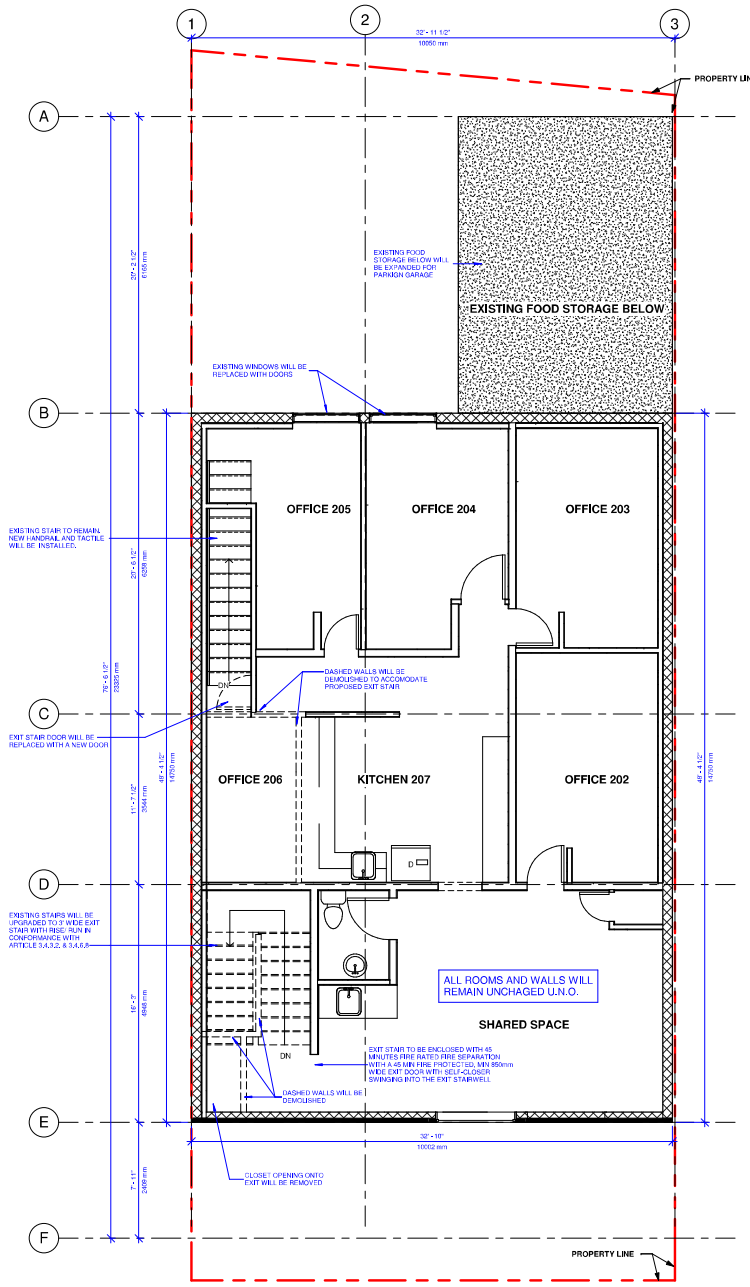 1
2
3
32' - 11 1/2"
10050 mm
PROPERTY LIN
A
20' - 2 1/2"
6165 mm
EXISTING FOOD
STORAGE BELOW WILL
BE EXPANDED FOR
PARKIGN GARAGE
EXISTING FOOD STORAGE BELOW
EXISTING WINDOWS WILL BE
REPLACED WITH DOORS
B
OFFICE 205
OFFICE 204
OFFICE 203
EXISTING STAIR TO REMAIN.
NEW HANDRAIL AND TACTILE
WILL BE INSTALLED.
20' - 6 1/2"
6258 mm
76' - 6 1/2"
23325 mm
DN
DASHED WALLS WILL BE
DEMOLISHED TO ACCOMODATE
PROPOSED EXIT STAIR
C
EXIT STAIR DOOR WILL BE
REPLACED WITH A NEW DOOR
48' - 4 1/2"
14750 mm
48' - 4 1/2"
14750 mm
11' - 7 1/2"
3544 mm
OFFICE 206
KITCHEN 207
OFFICE 202
D
D
EXISTING STAIRS WILL BE
UPGRADED TO 3' WIDE EXIT
STAIR WITH RISE/ RUN IN
CONFORMANCE WITH
ARTICLE 3.4.3.2. & 3.4.6.8
16' - 3"
4948 mm
ALL ROOMS AND WALLS WILL
REMAIN UNCHAGED U.N.O.
SHARED SPACE
DN
EXIT STAIR TO BE ENCLOSED WITH 45
MINUTES FIRE RATED FIRE SEPARATION
WITH A 45 MIN FIRE PROTECTED, MIN 850mm
WIDE EXIT DOOR WITH SELF-CLOSER
SWINGING INTO THE EXIT STAIRWELL
DASHED WALLS WILL BE
DEMOLISHED
E
32' - 10"
10002 mm
CLOSET OPENING ONTO
EXIT WILL BE REMOVED
7' - 11"
2409 mm
F
PROPERTY LINE